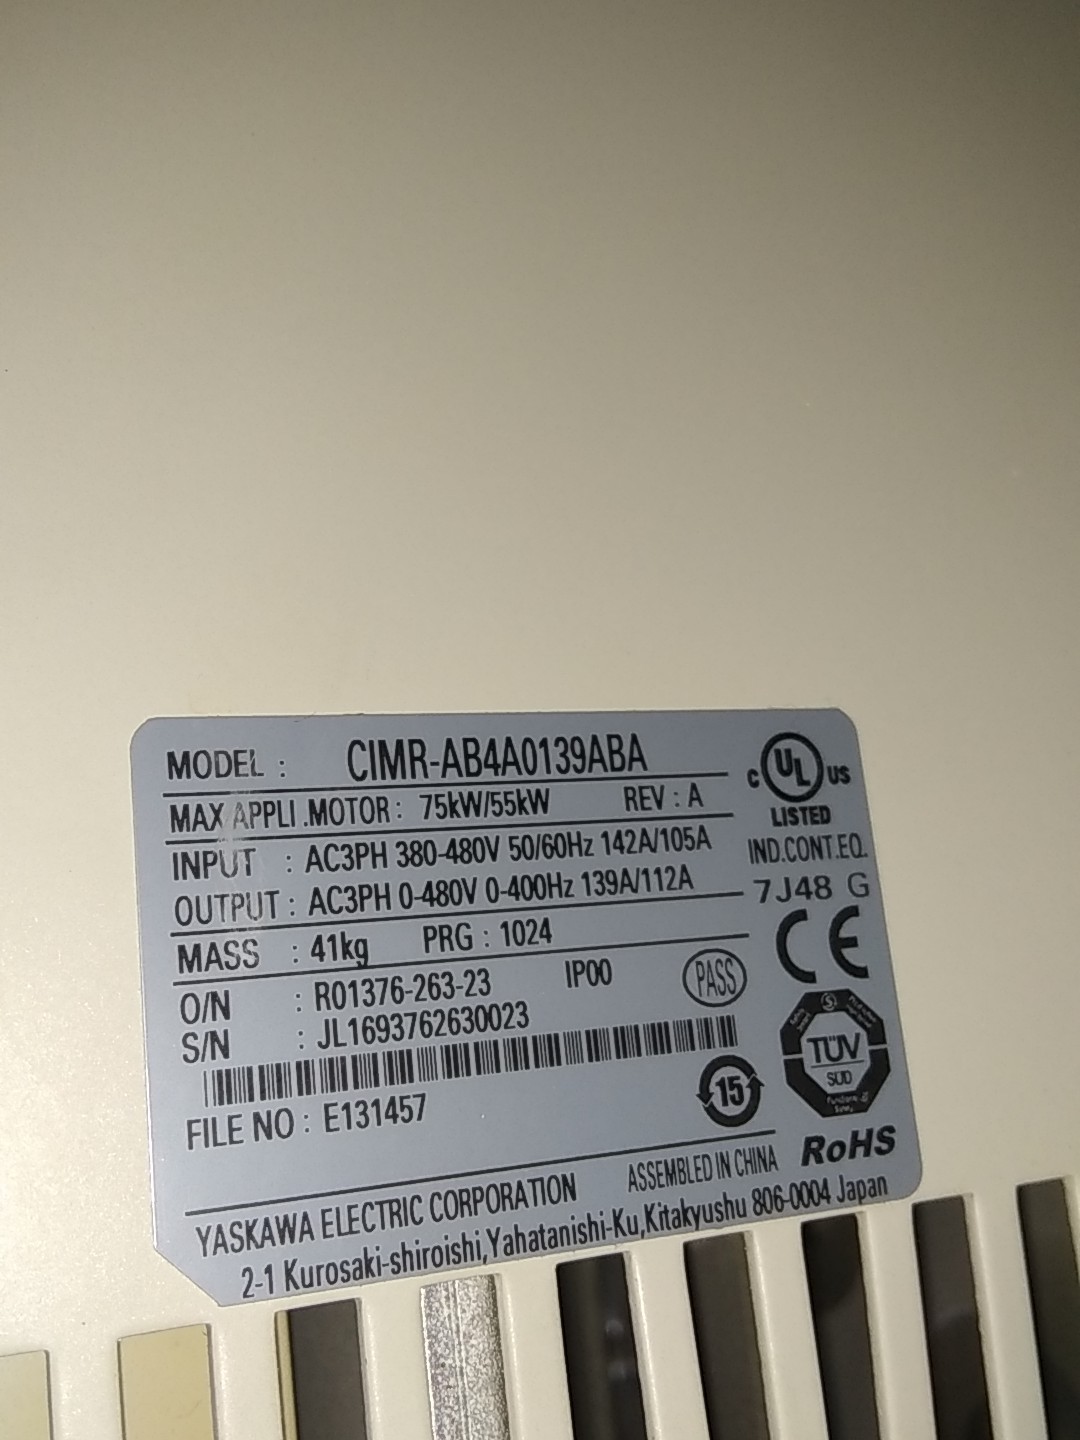 MODEL : CIMR-AB4A0139ABA
MAX APPLI.MOTOR : 75kW/55kW REV : A
INPUT : AC3PH 380-480V 50/60Hz 142A/105A
OUTPUT : AC3PH 0-480V 0-400Hz 139A/112A
MASS : 41kg PRG : 1024
O/N : R01376-263-23 IP00 PASS
S/N : JL1693762630023
FILE NO : E131457
15
YASKAWA ELECTRIC CORPORATION ASSEMBLED IN CHINA
2-1 Kurosaki-shiroishi,Yahatanishi-Ku,Kitakyushu 806-0004 Japan
C UL US
LISTED
IND.CONT.EQ.
7J48 G
CE
TÜV
SÜD
RoHS